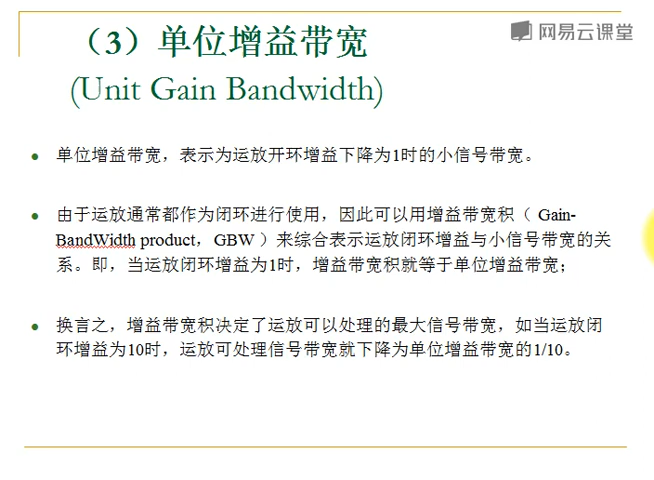 网易云课堂
（3）单位增益带宽
(Unit Gain Bandwidth)
单位增益带宽，表示为运放开环增益下降为1时的小信号带宽。
由于运放通常都作为闭环进行使用，因此可以用增益带宽积（ Gain-
BandWidth product，GBW ）来综合表示运放闭环增益与小信号带宽的关
系。即，当运放闭环增益为1时，增益带宽积就等于单位增益带宽；
换言之，增益带宽积决定了运放可以处理的最大信号带宽，如当运放闭
环增益为10时，运放可处理信号带宽就下降为单位增益带宽的1/10。